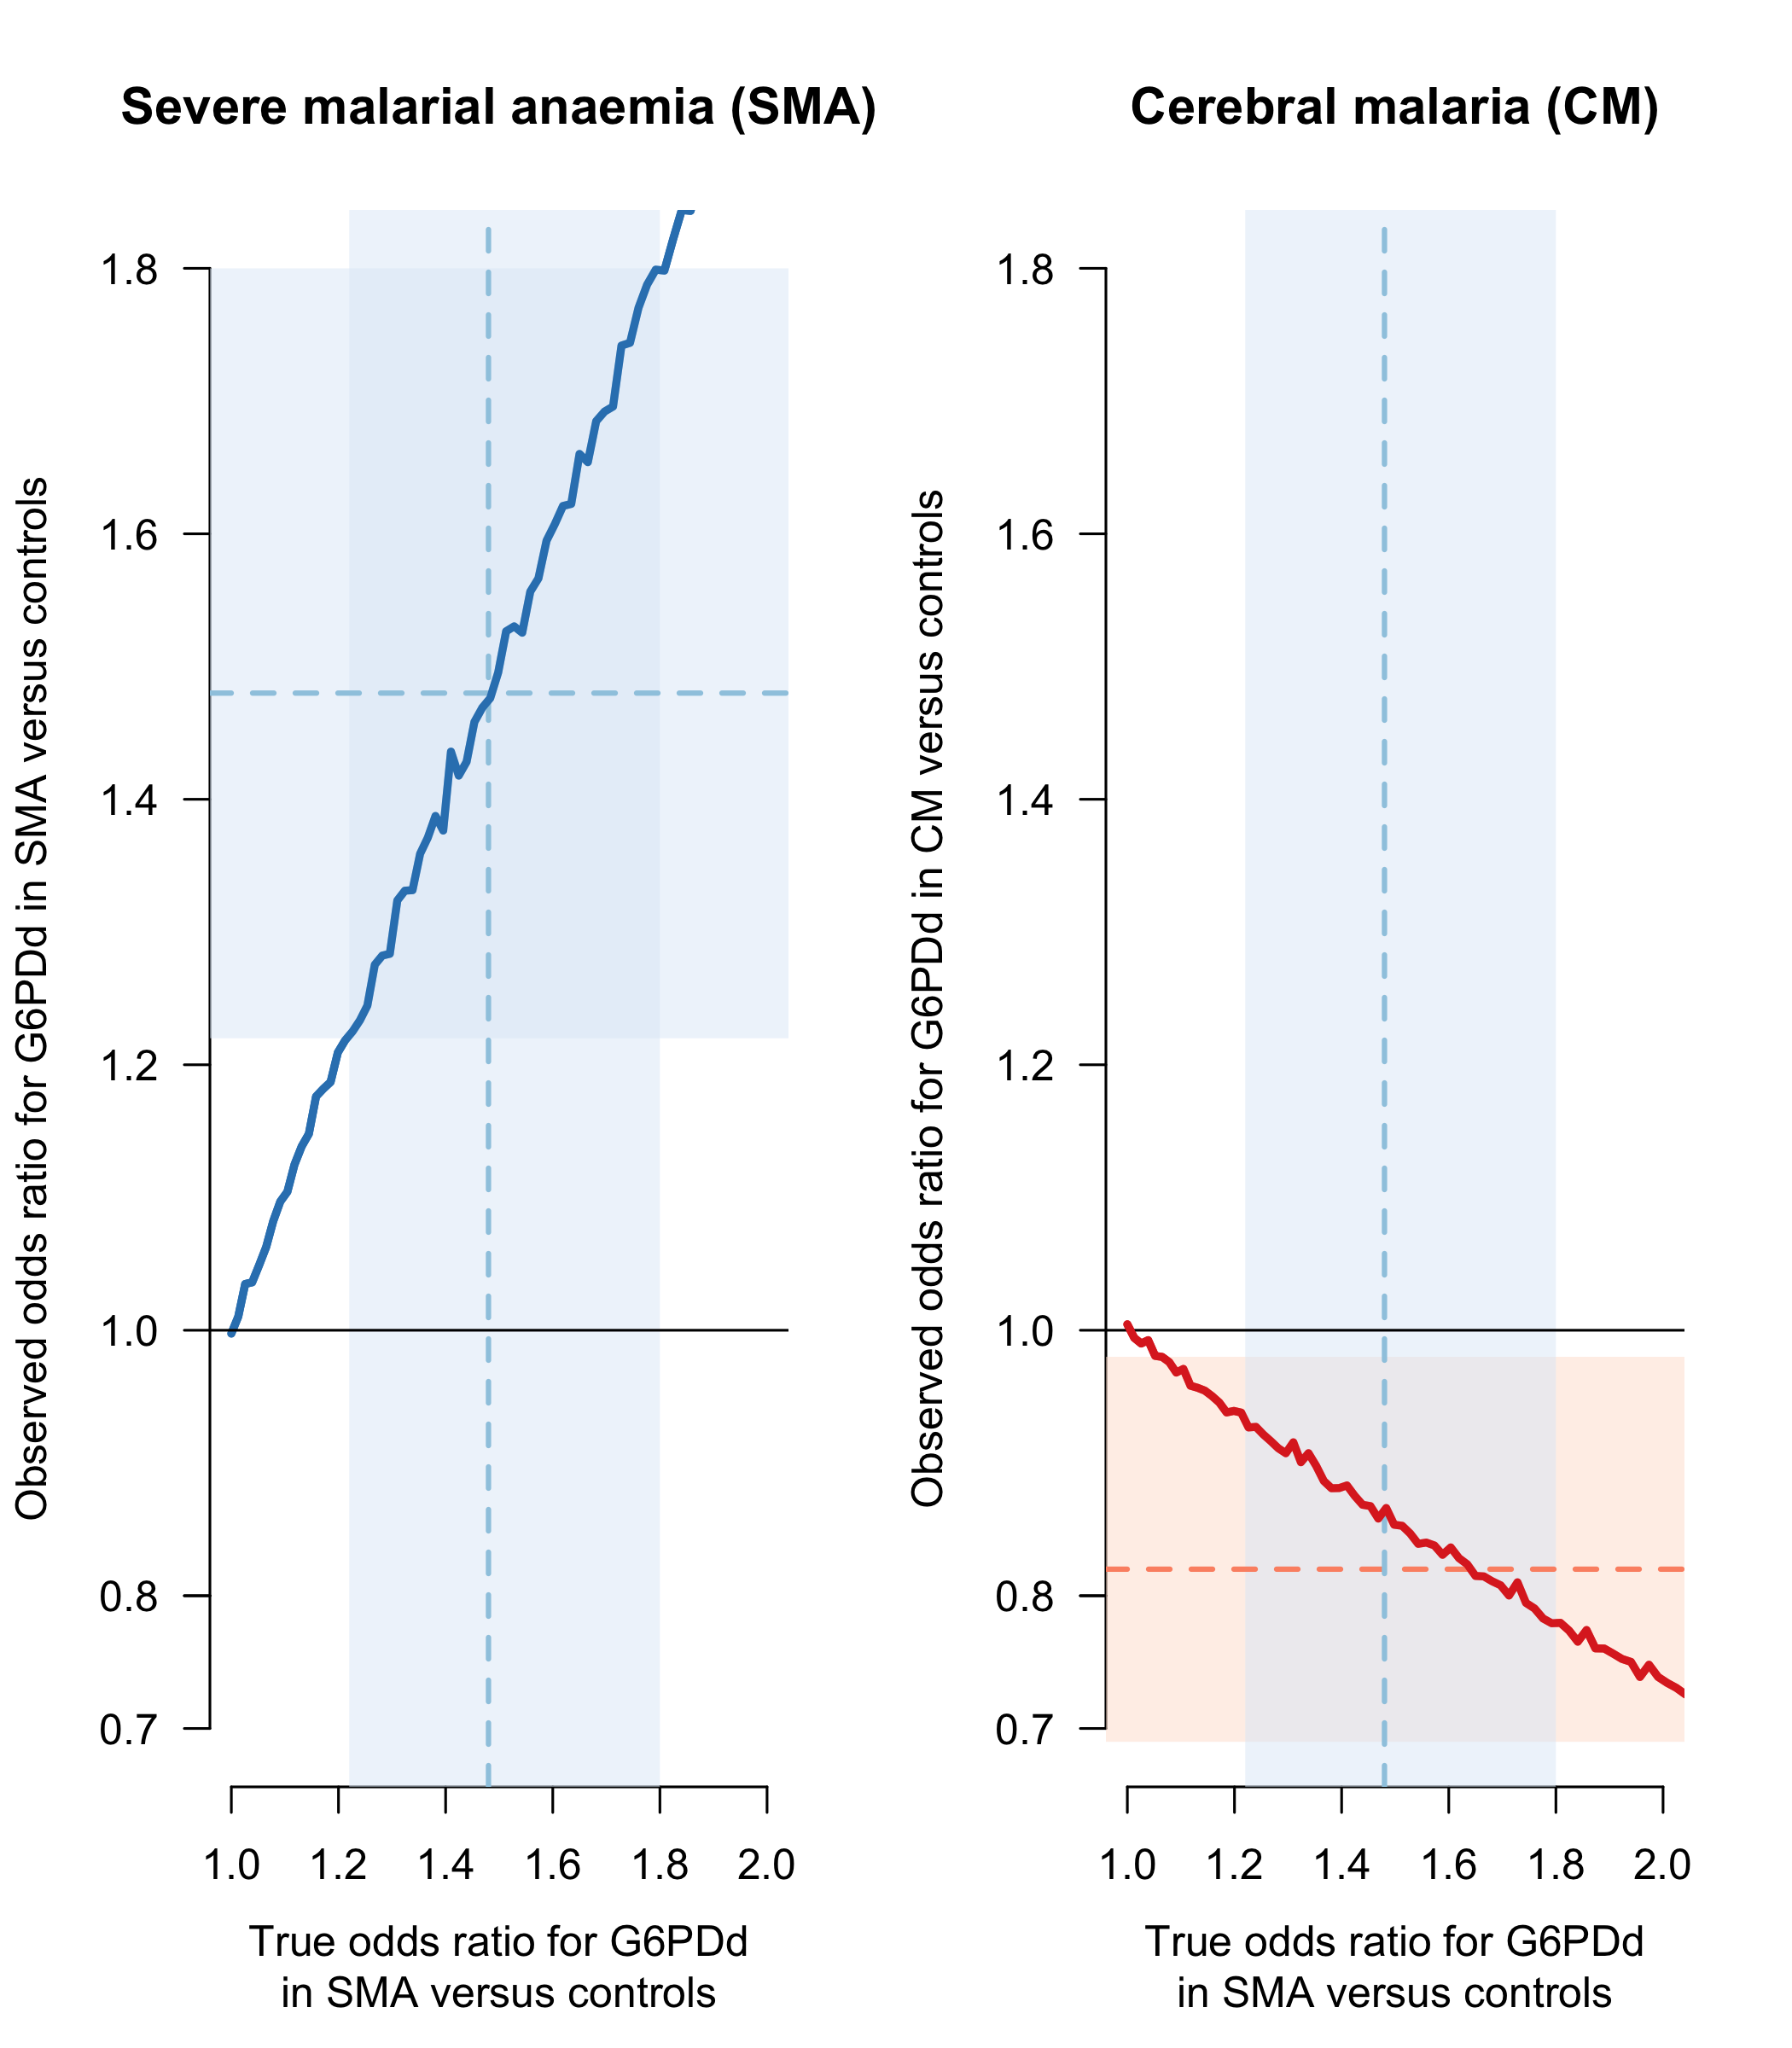 Severe malarial anaemia (SMA)
Observed odds ratio for G6PDd in SMA versus controls
1.8
1.6
1.4
1.2
1.0
0.8
0.7
1.0 1.2 1.4 1.6 1.8 2.0
True odds ratio for G6PDd
in SMA versus controls
Cerebral malaria (CM)
Observed odds ratio for G6PDd in CM versus controls
1.8
1.6
1.4
1.2
1.0
0.8
0.7
1.0 1.2 1.4 1.6 1.8 2.0
True odds ratio for G6PDd
in SMA versus controls